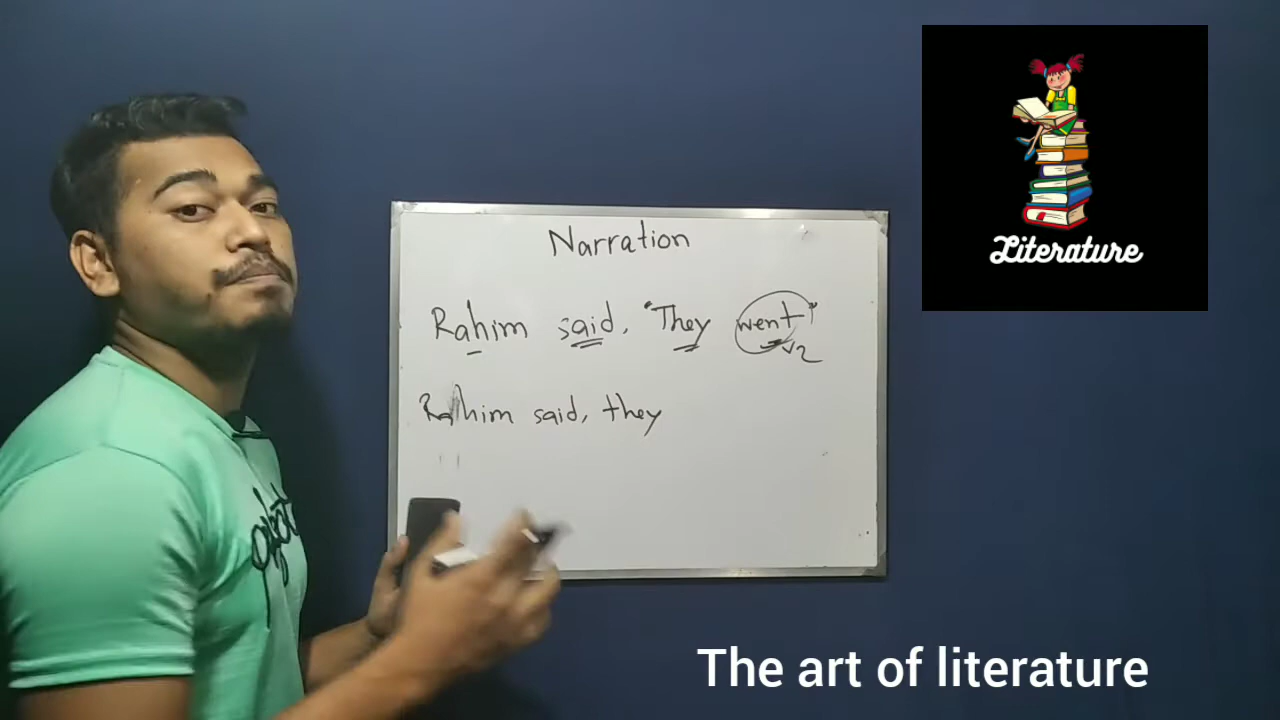 Literature
Narration
Rahim said, "They went"
v2
Rahim said, they
The art of literature